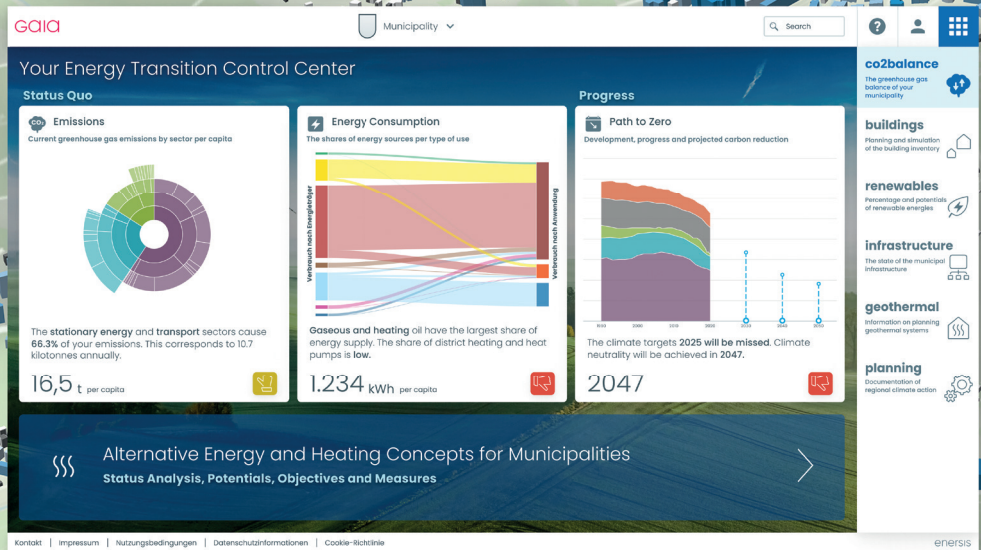 GaIa
Municipality
Search
Your Energy Transition Control Center
Status Quo
Progress
CO₂
Emissions
Current greenhouse gas emissions by sector per capita
The stationary energy and transport sectors cause
66.3% of your emissions. This corresponds to 10.7
kilotonnes annually.
16,5 t per capita
Energy Consumption
The shares of energy sources per type of use
Verbrauch nach Energieträger
Verbrauch nach Anwendung
Gaseous and heating oil have the largest share of
energy supply. The share of district heating and heat
pumps is low.
1.234 kWh per capita
Path to Zero
Development, progress and projected carbon reduction
The climate targets 2025 will be missed. Climate
neutrality will be achieved in 2047.
2047
co2balance
The greenhouse gas
balance of your
municipality
buildings
Planning and simulation
of the building inventory
renewables
Percentage and potentials
of renewable energies
infrastructure
The state of the municipal
infrastructure
geothermal
Information on planning
geothermal systems
planning
Documentation of
regional climate action
Alternative Energy and Heating Concepts for Municipalities
Status Analysis, Potentials, Objectives and Measures
Kontakt | Impressum | Nutzungsbedingungen | Datenschutzinformationen | Cookie-Richtlinie
enersis